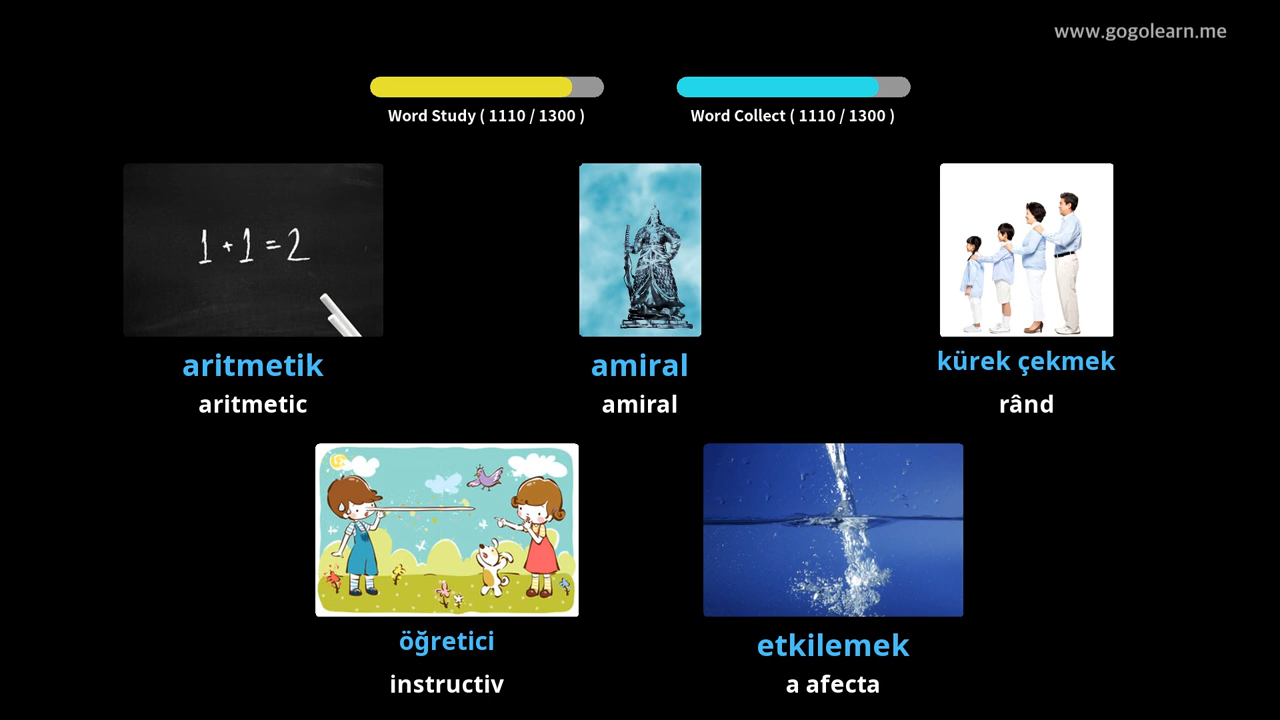 www.gogolearn.me
Word Study ( 1110 / 1300 )
Word Collect ( 1110 / 1300 )
1 + 1 = 2
aritmetik
aritmetic
amiral
amiral
kürek çekmek
rând
öğretici
instructiv
etkilemek
a afecta